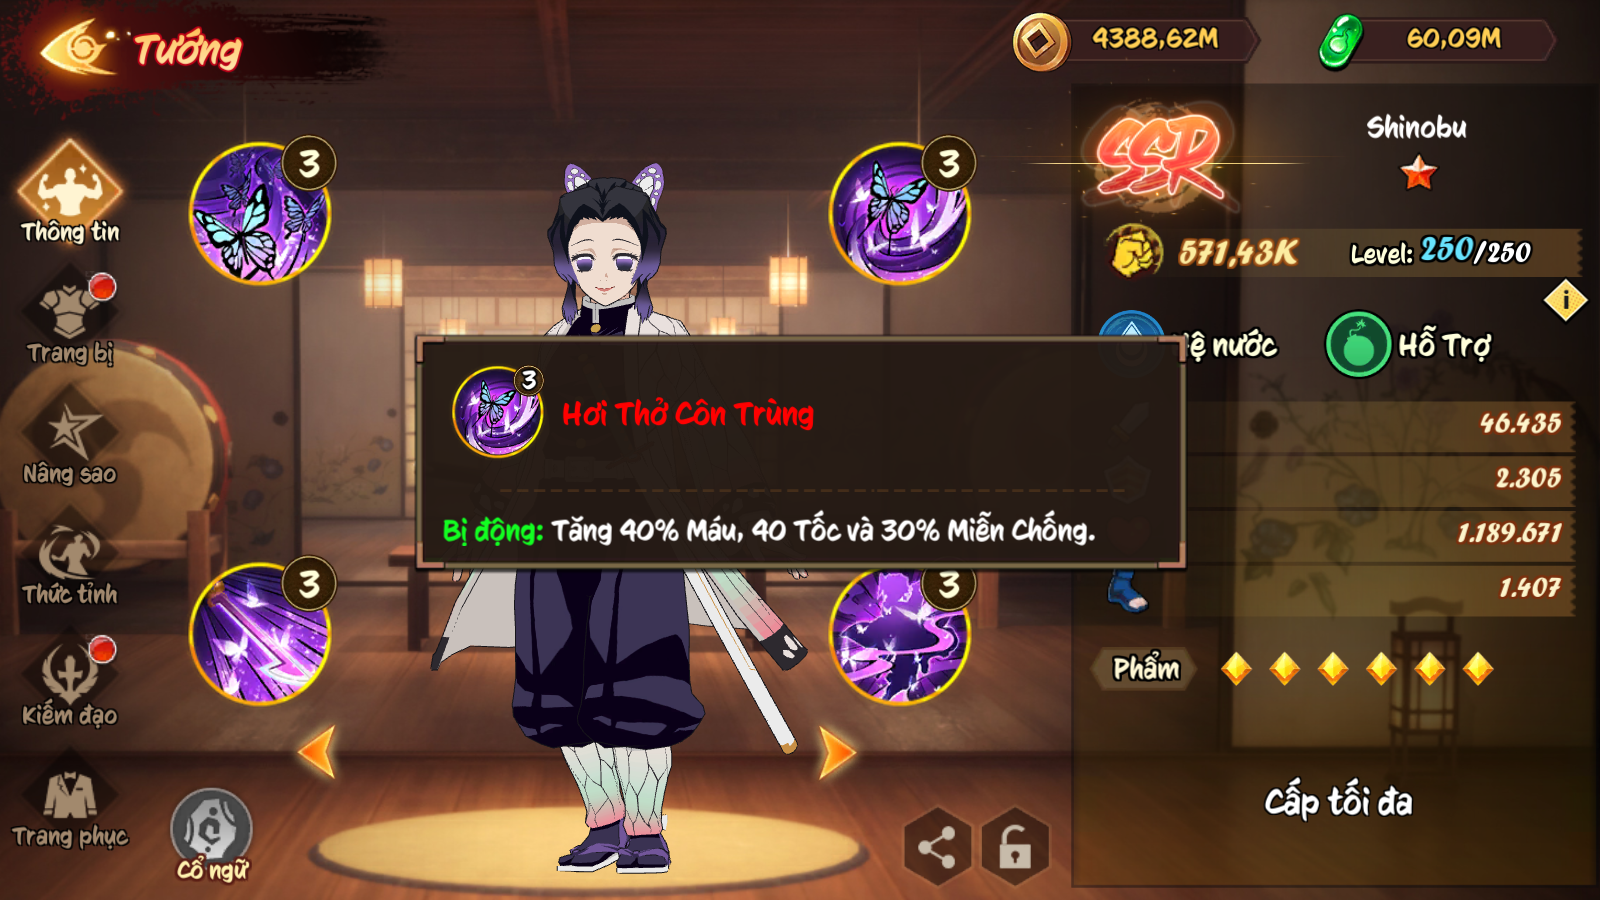 Tướng
4388,62M
60,09M
Thông tin
Trang bị
Nâng sao
Thức tỉnh
Kiếm đạo
Trang phục
Cổ ngữ
3
3
3
3
SSR
Shinobu
571,43K
Level: 250/250
i
ệ nước
Hỗ Trợ
3
Hơi Thở Côn Trùng
Bị động: Tăng 40% Máu, 40 Tốc và 30% Miễn Chống.
46.435
2.305
1.189.671
1.407
Phẩm
Cấp tối đa